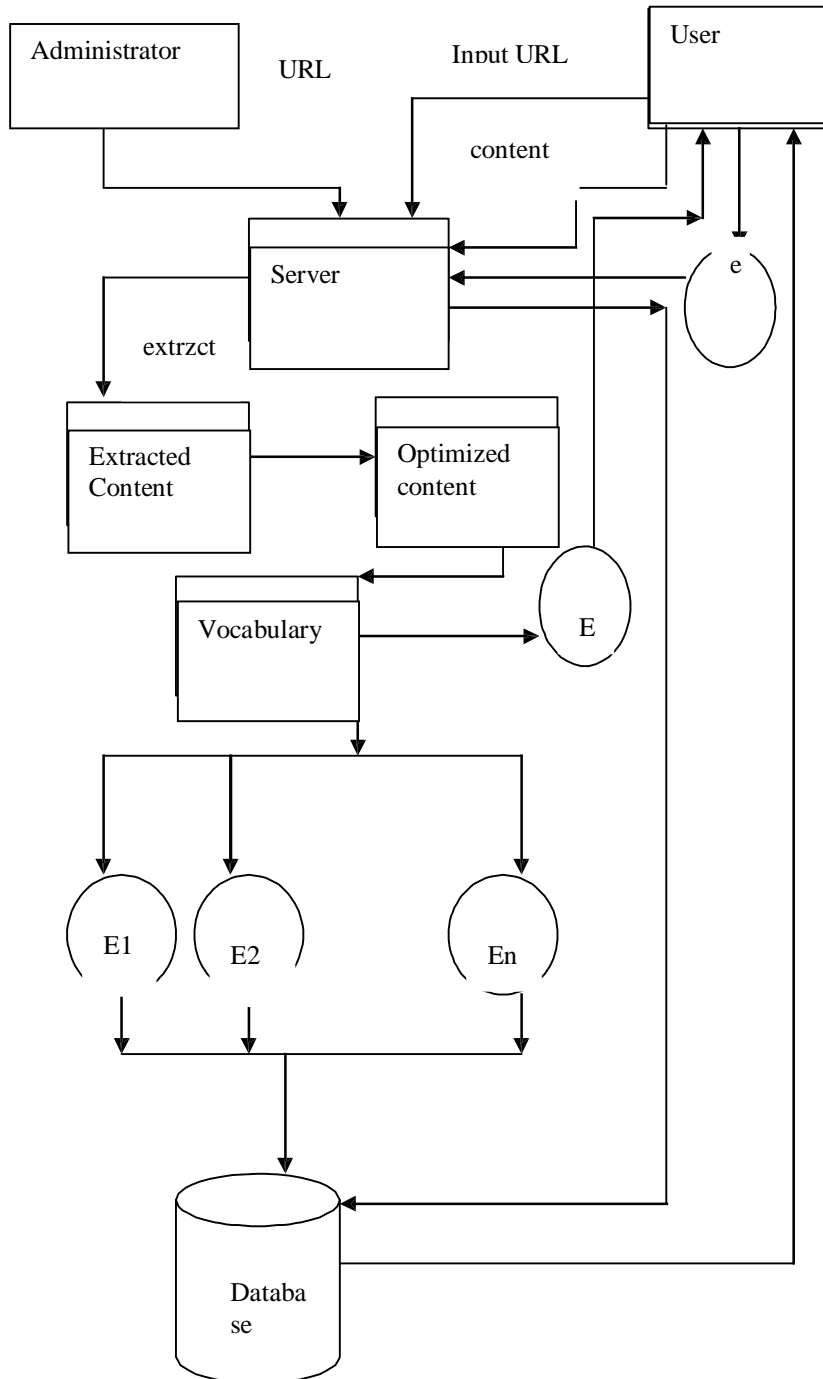 Administrator
URL
Input URL
User
content
e
Server
extrzct
Extracted
Content
Optimized
content
E
Vocabulary
E1
E2
En
Databa
se